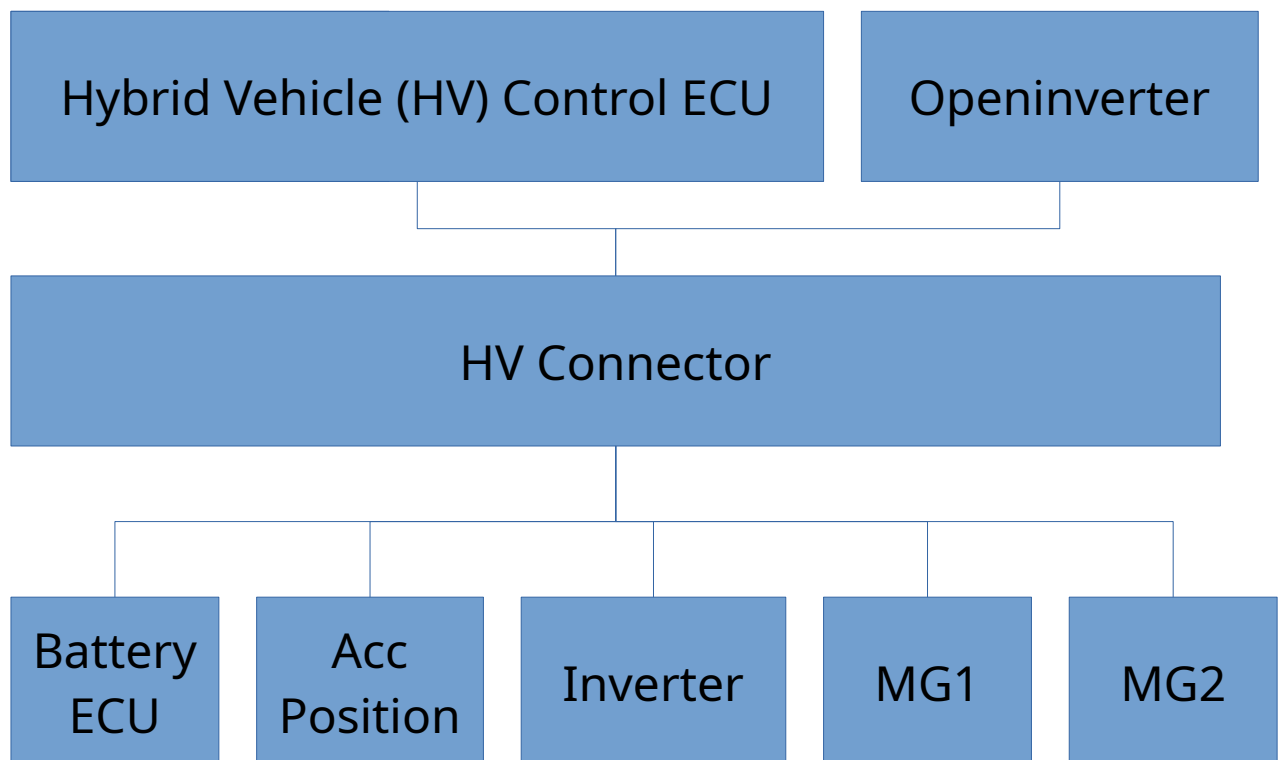 Hybrid Vehicle (HV) Control ECU
Openinverter
HV Connector
Battery
ECU
Acc
Position
Inverter
MG1
MG2